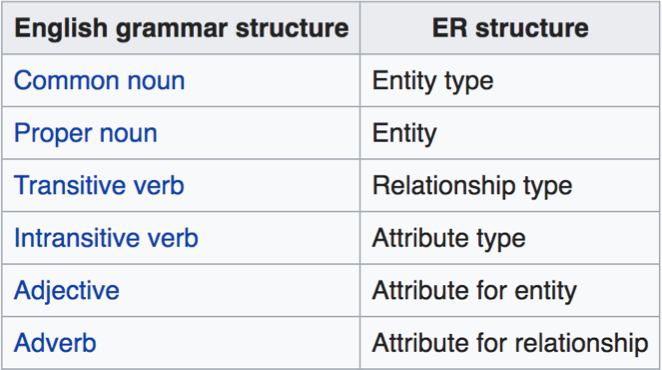 English grammar structure ER structure
Common noun Entity type
Proper noun Entity
Transitive verb Relationship type
Intransitive verb Attribute type
Adjective Attribute for entity
Adverb Attribute for relationship